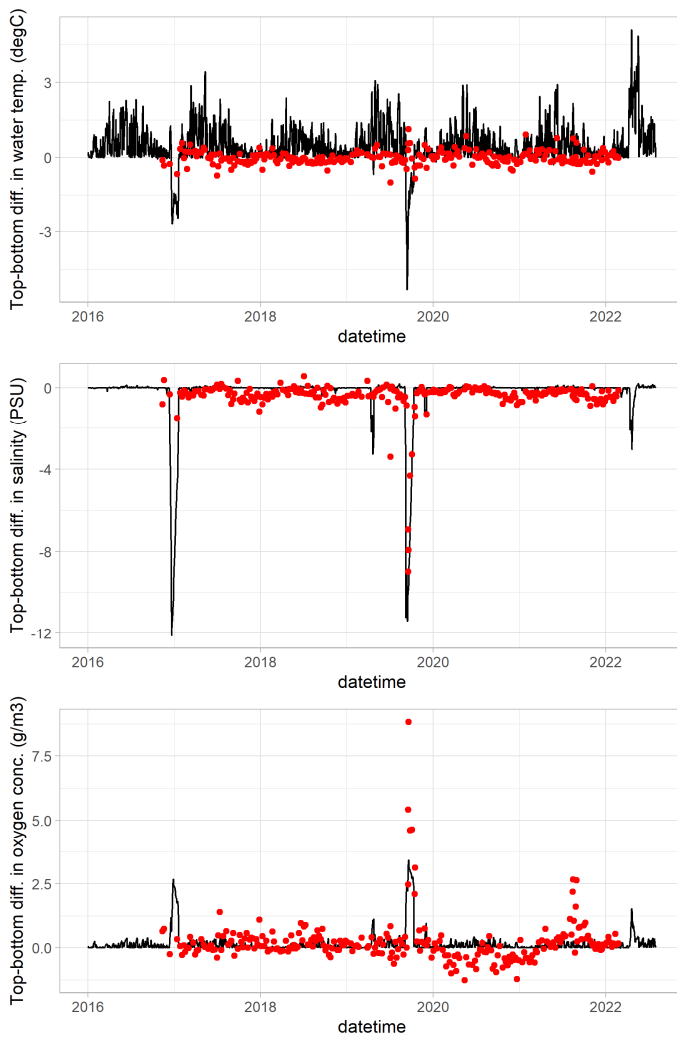 Top-bottom diff. in water temp. (degC)
3
0
-3
2016 2018 2020 2022
datetime
Top-bottom diff. in salinity (PSU)
0
-4
-8
-12
2016 2018 2020 2022
datetime
Top-bottom diff. in oxygen conc. (g/m3)
7.5
5.0
2.5
0.0
2016 2018 2020 2022
datetime